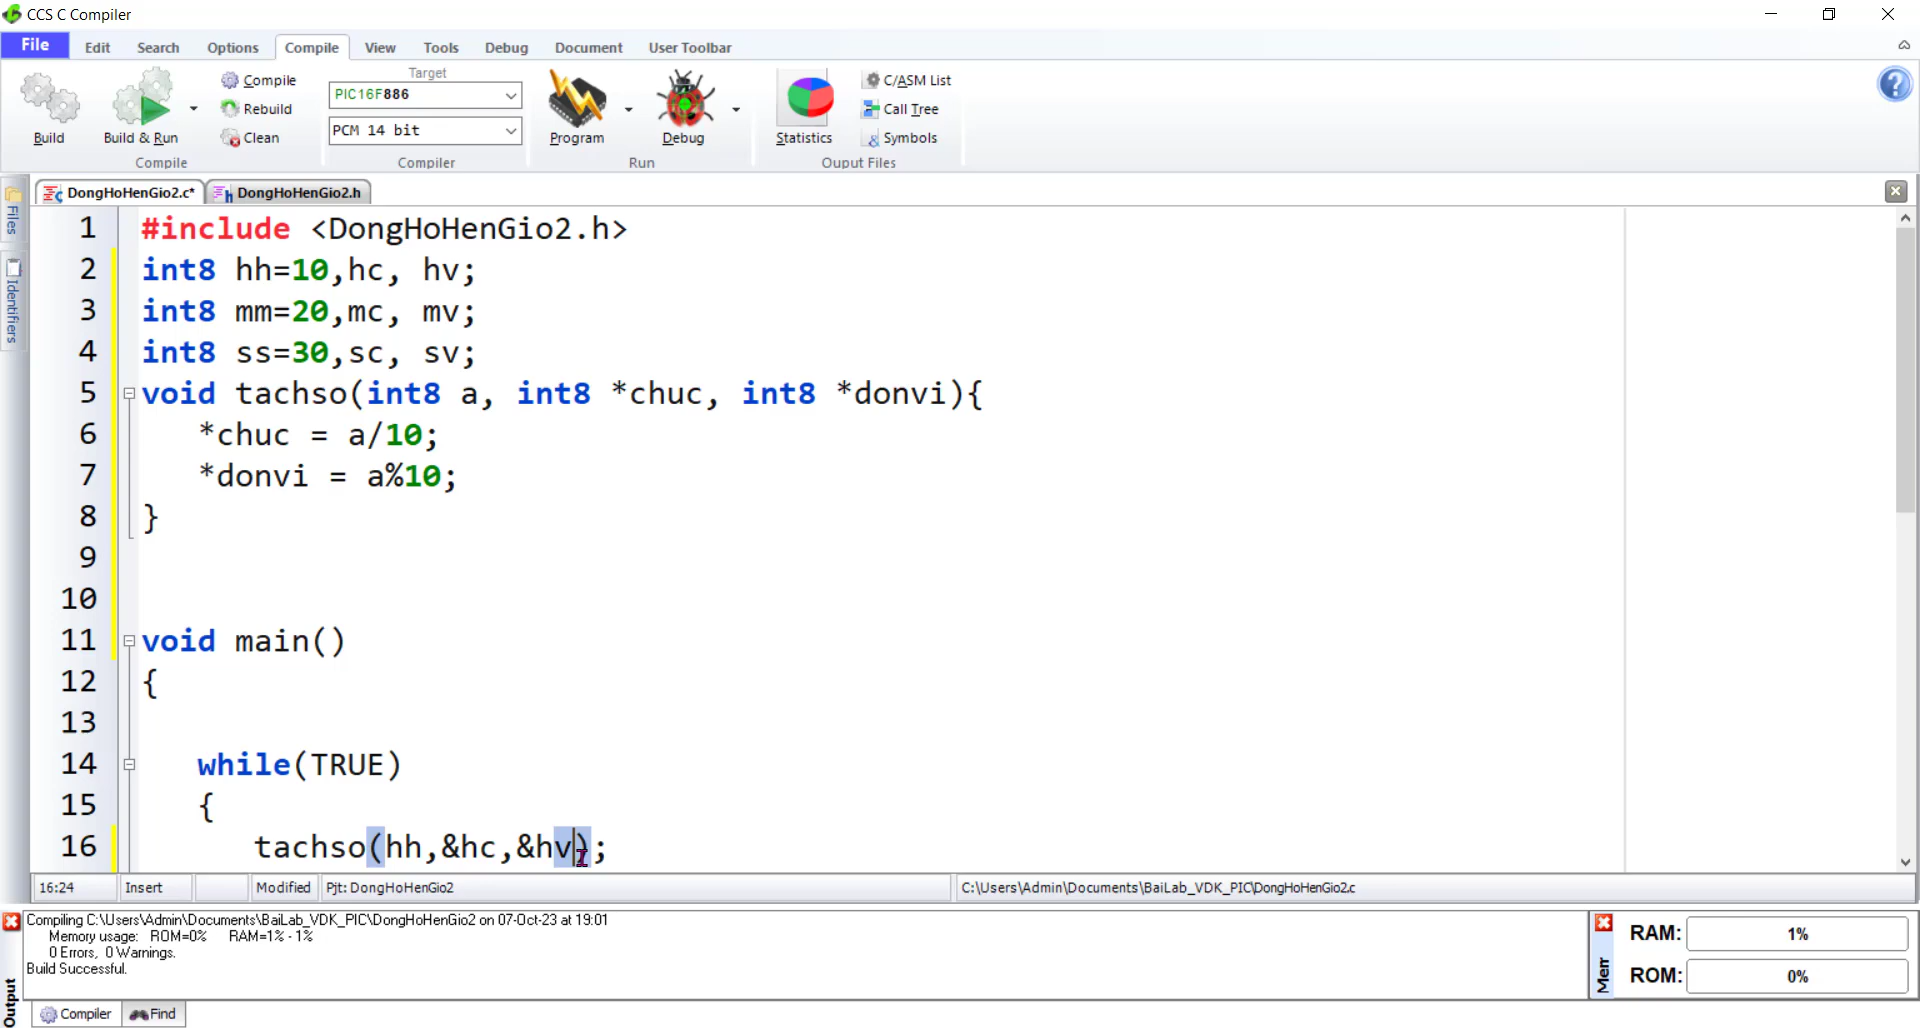 CCS C Compiler
File Edit Search Options Compile View Tools Debug Document User Toolbar
Build
Build & Run
Compile
Rebuild
Clean
Compile
Target
PIC16F886
PCM 14 bit
Compiler
Program
Debug
Run
Statistics
C/ASM List
Call Tree
Symbols
Ouput Files
Files
Identifiers
DongHoHenGio2.c*
DongHoHenGio2.h
1 #include <DongHoHenGio2.h>
2 int8 hh=10,hc, hv;
3 int8 mm=20,mc, mv;
4 int8 ss=30,sc, sv;
5 void tachso(int8 a, int8 *chuc, int8 *donvi){
6 *chuc = a/10;
7 *donvi = a%10;
8 }
9
10
11 void main()
12 {
13
14 while(TRUE)
15 {
16 tachso(hh,&hc,&hv);
16:24 Insert Modified Pjt: DongHoHenGio2 C:\Users\Admin\Documents\BaiLab_VDK_PIC\DongHoHenGio2.c
Compiling C:\Users\Admin\Documents\BaiLab_VDK_PIC\DongHoHenGio2 on 07-Oct-23 at 19:01
Memory usage: ROM=0% RAM=1% - 1%
0 Errors, 0 Warnings.
Build Successful.
Output
Compiler
Find
Merr
RAM: 1%
ROM: 0%